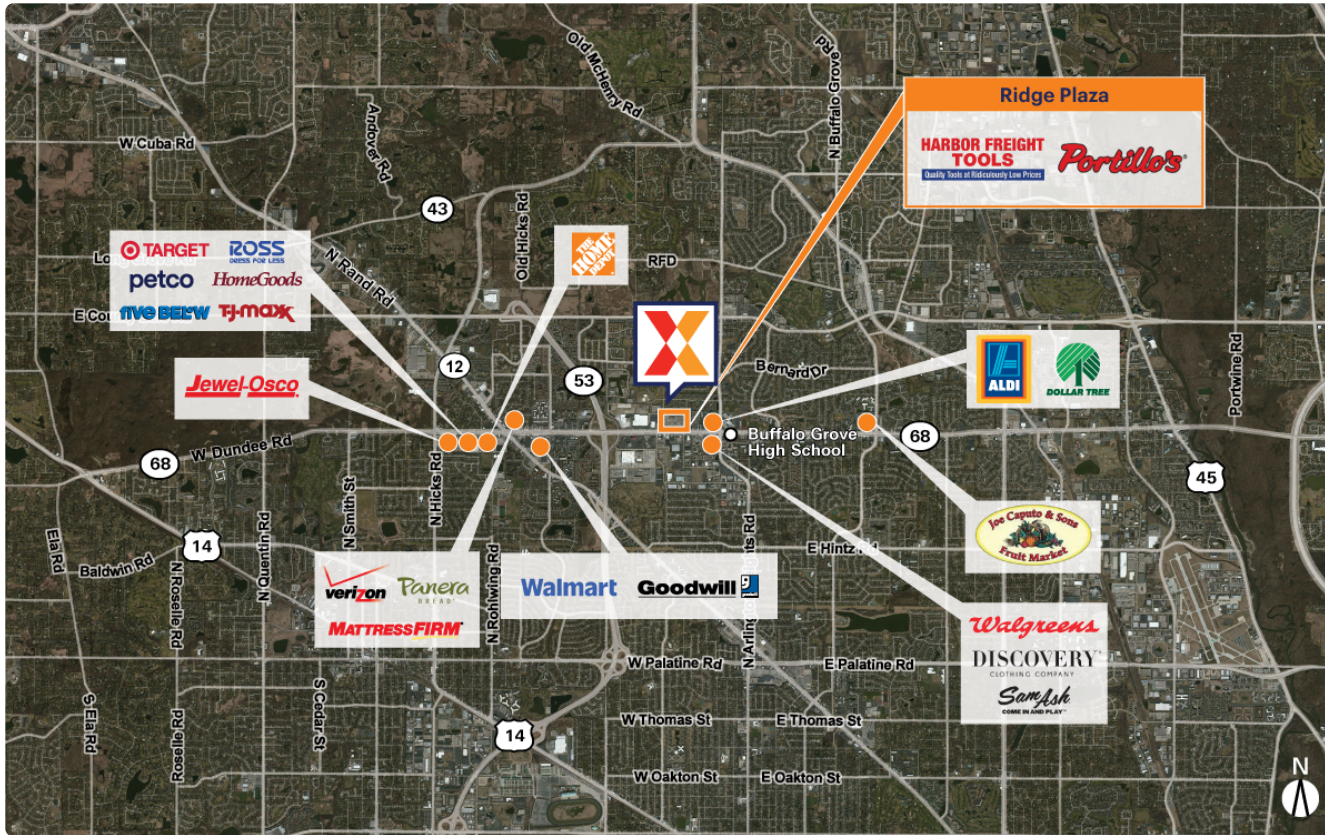 Old McHenry Rd
N Buffalo Grove Rd
Ridge Plaza
HARBOR FREIGHT
TOOLS
Quality Tools at Ridiculously Low Prices
Portillo's
W Cuba Rd
Andover Rd
43
Old Hicks Rd
N Rand Rd
RFD
TARGET
ROSS
DRESS FOR LESS
petco
HomeGoods
five BEL°W
T·J·maxx
THE HOME DEPOT
Portwine Rd
12
53
Bernard Dr
ALDI
DOLLAR TREE
Jewel-Osco
W Dundee Rd
68
Buffalo Grove
High School
68
45
N Hicks Rd
N Smith St
N Quentin Rd
Ela Rd
Baldwin Rd
14
N Roselle Rd
N Rohlwing Rd
E Hintz Rd
Joe Caputo & Sons
Fruit Market
verizon
Panera
BREAD
MATTRESSFIRM
Walmart
Goodwill
Walgreens
DISCOVERY
CLOTHING COMPANY
Sam Ash
COME IN AND PLAY™
W Palatine Rd
E Palatine Rd
S Ela Rd
Roselle Rd
S Cedar St
14
W Thomas St
E Thomas St
W Oakton St
E Oakton St
N